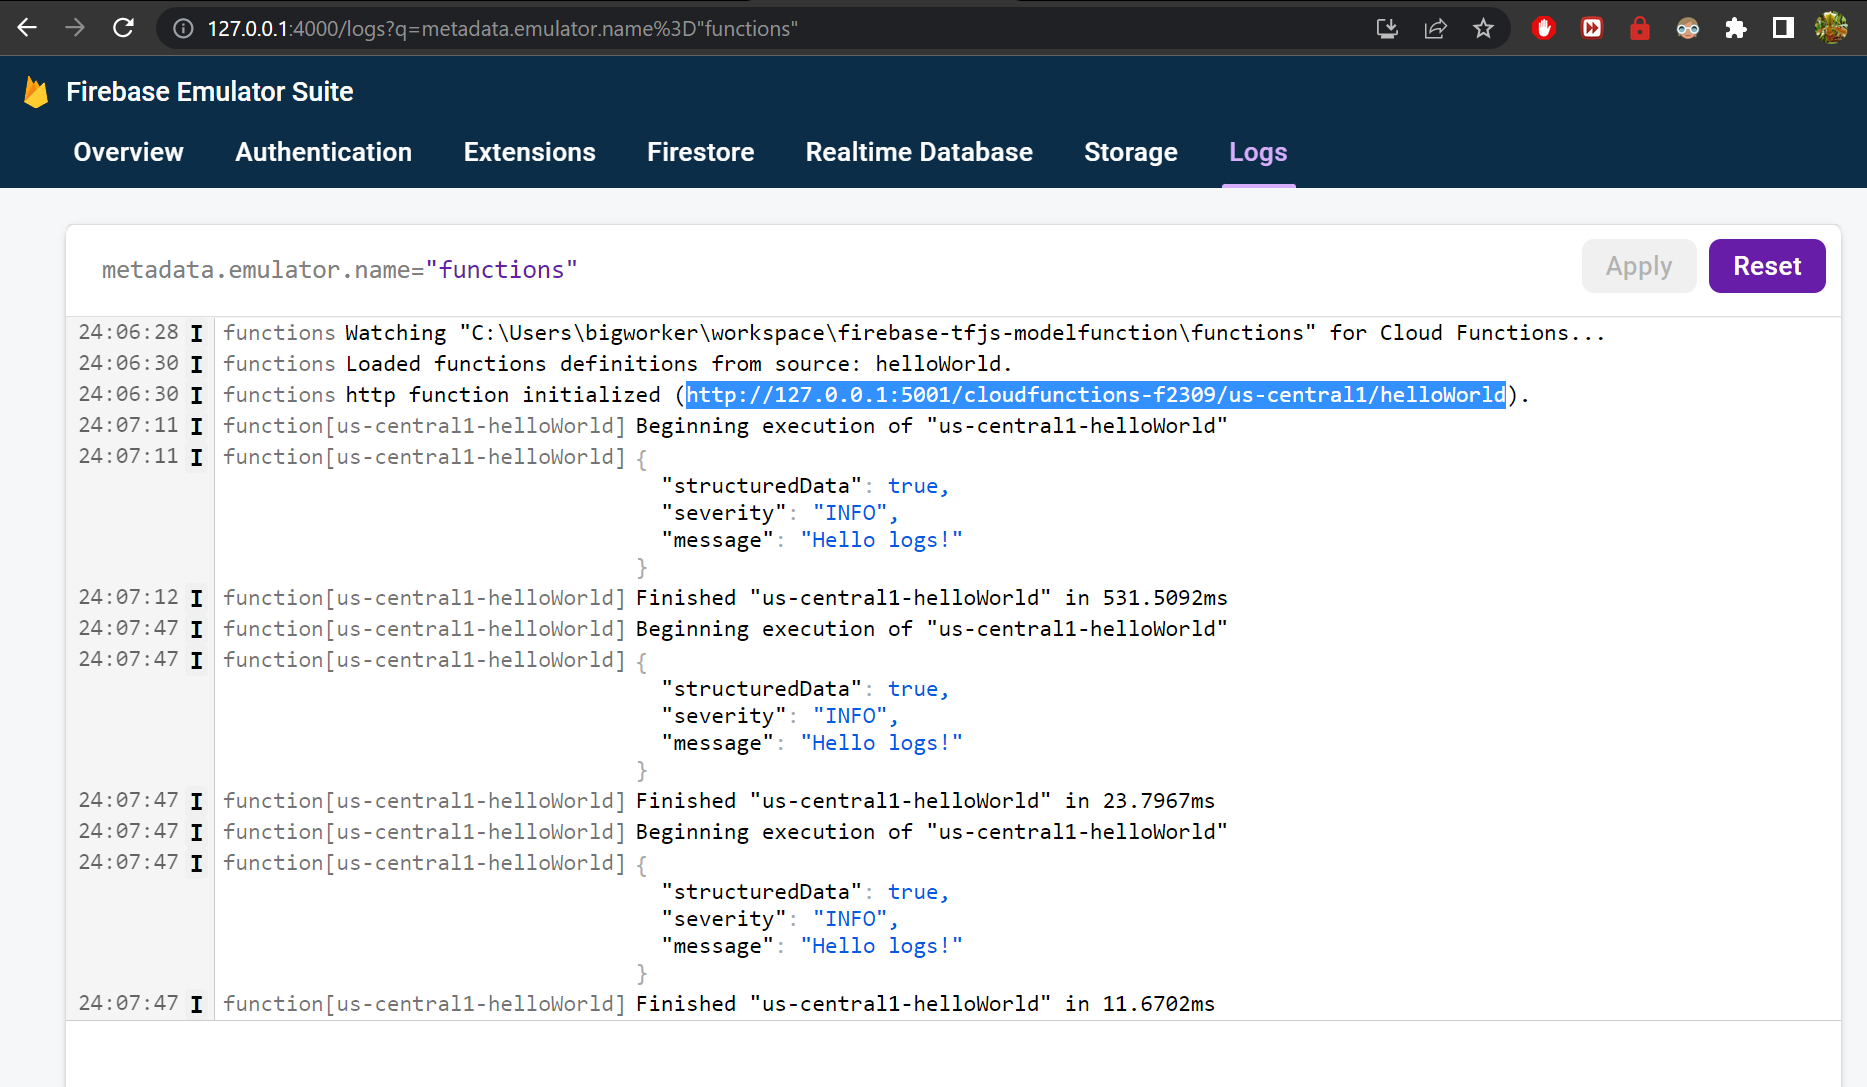 127.0.0.1:4000/logs?q=metadata.emulator.name%3D"functions"
Firebase Emulator Suite
Overview Authentication Extensions Firestore Realtime Database Storage Logs
metadata.emulator.name="functions" Apply Reset
24:06:28 I functions Watching "C:\Users\bigworker\workspace\firebase-tfjs-modelfunction\functions" for Cloud Functions...
24:06:30 I functions Loaded functions definitions from source: helloWorld.
24:06:30 I functions http function initialized (http://127.0.0.1:5001/cloudfunctions-f2309/us-central1/helloWorld).
24:07:11 I function[us-central1-helloWorld] Beginning execution of "us-central1-helloWorld"
24:07:11 I function[us-central1-helloWorld] {
"structuredData": true,
"severity": "INFO",
"message": "Hello logs!"
}
24:07:12 I function[us-central1-helloWorld] Finished "us-central1-helloWorld" in 531.5092ms
24:07:47 I function[us-central1-helloWorld] Beginning execution of "us-central1-helloWorld"
24:07:47 I function[us-central1-helloWorld] {
"structuredData": true,
"severity": "INFO",
"message": "Hello logs!"
}
24:07:47 I function[us-central1-helloWorld] Finished "us-central1-helloWorld" in 23.7967ms
24:07:47 I function[us-central1-helloWorld] Beginning execution of "us-central1-helloWorld"
24:07:47 I function[us-central1-helloWorld] {
"structuredData": true,
"severity": "INFO",
"message": "Hello logs!"
}
24:07:47 I function[us-central1-helloWorld] Finished "us-central1-helloWorld" in 11.6702ms